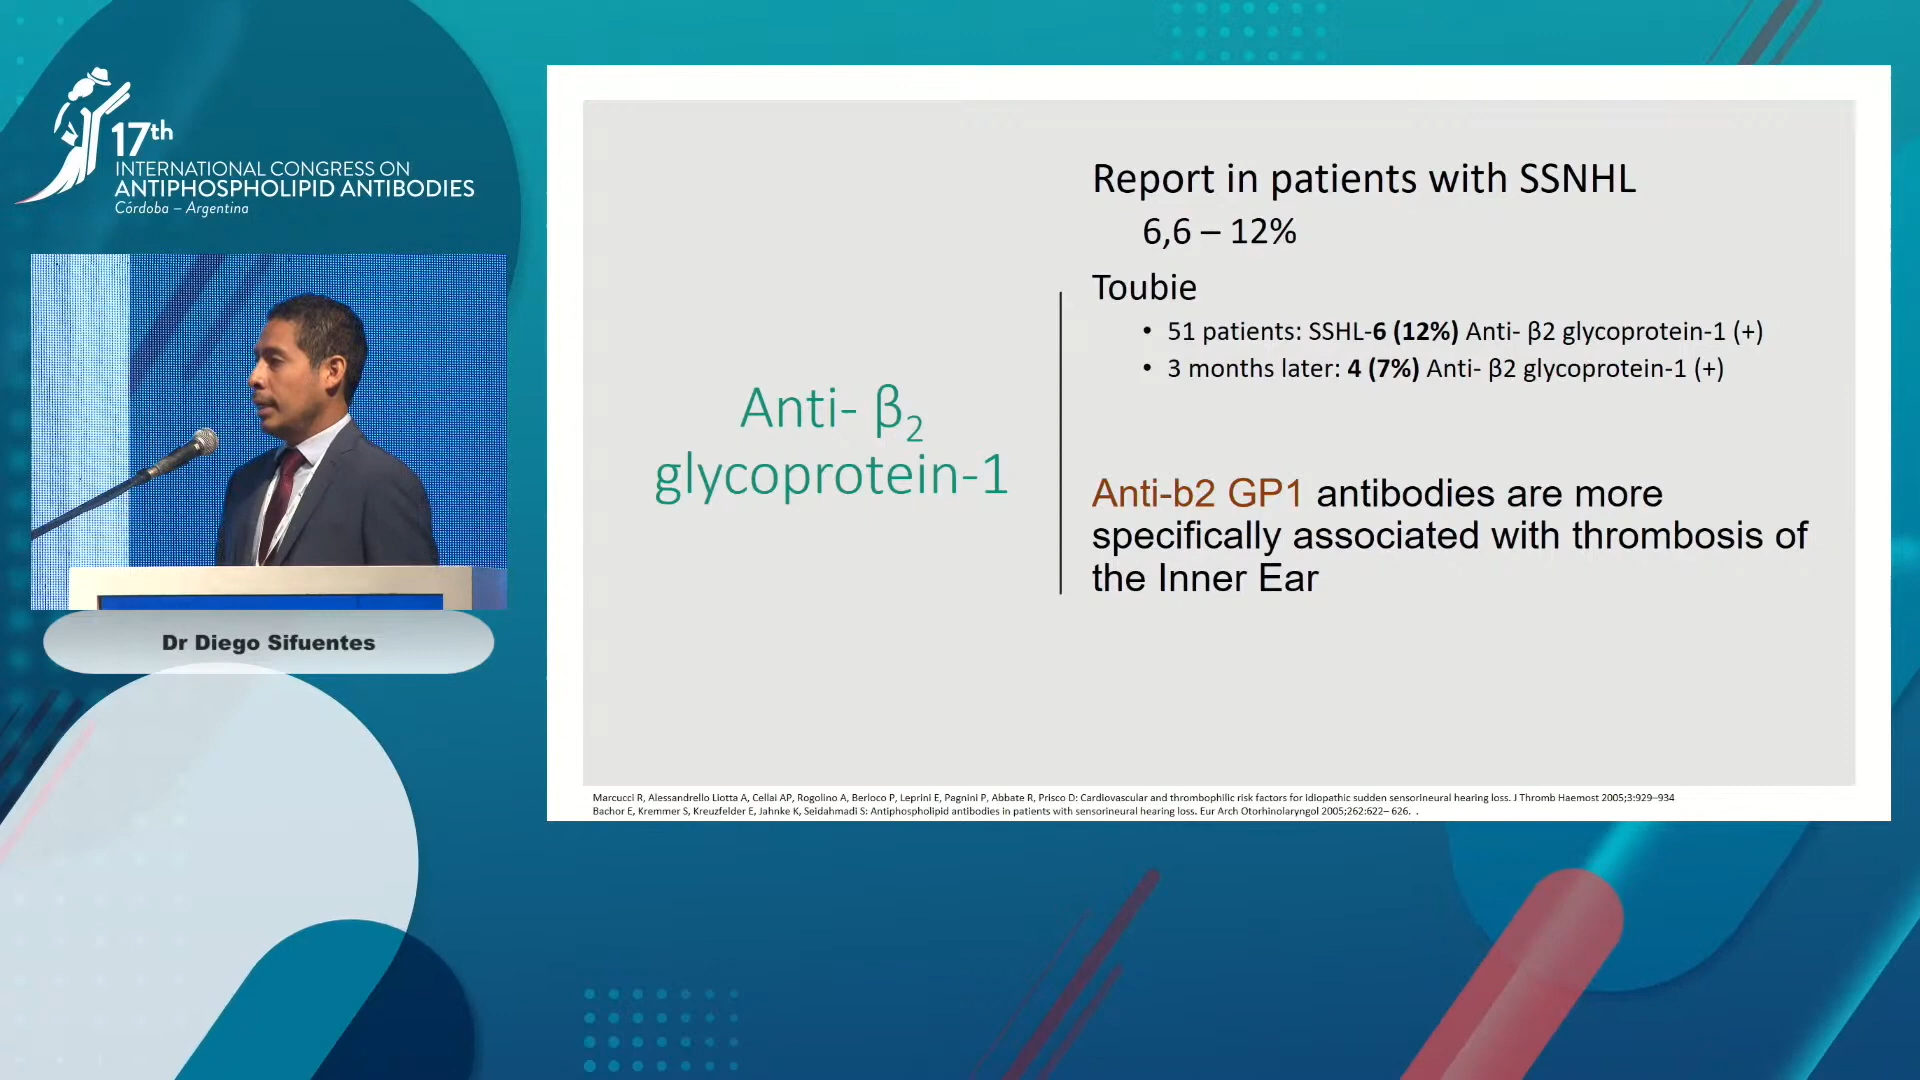 17th
INTERNATIONAL CONGRESS ON
ANTIPHOSPHOLIPID ANTIBODIES
Córdoba – Argentina
Dr Diego Sifuentes
Anti- β2
glycoprotein-1
Report in patients with SSNHL
6,6 – 12%
Toubie
• 51 patients: SSHL-6 (12%) Anti- β2 glycoprotein-1 (+)
• 3 months later: 4 (7%) Anti- β2 glycoprotein-1 (+)
Anti-b2 GP1 antibodies are more
specifically associated with thrombosis of
the Inner Ear
Marcucci R, Alessandrello Liotta A, Cellai AP, Rogolino A, Berloco P, Leprini E, Pagnini P, Abbate R, Prisco D: Cardiovascular and thrombophilic risk factors for idiopathic sudden sensorineural hearing loss. J Thromb Haemost 2005;3:929–934
Bachor E, Kremmer S, Kreuzfelder E, Jahnke K, Seidahmadi S: Antiphospholipid antibodies in patients with sensorineural hearing loss. Eur Arch Otorhinolaryngol 2005;262:622– 626. .